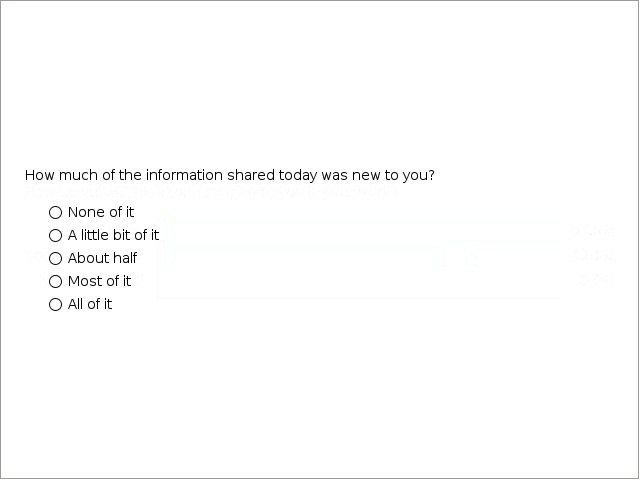 How much of the information shared today was new to you?
None of it
A little bit of it
About half
Most of it
All of it